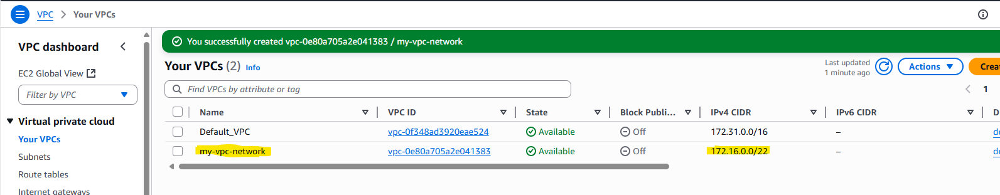 VPC > Your VPCs
VPC dashboard
EC2 Global View
Filter by VPC
Virtual private cloud
Your VPCs
Subnets
Route tables
Internet gateways
You successfully created vpc-0e80a705a2e041383 / my-vpc-network
Your VPCs (2) Info
Last updated
1 minute ago
Actions
Find VPCs by attribute or tag
1
Name VPC ID State Block Publi... IPv4 CIDR IPv6 CIDR
Default_VPC vpc-0f348ad3920eae524 Available Off 172.31.0.0/16 –
my-vpc-network vpc-0e80a705a2e041383 Available Off 172.16.0.0/22 –